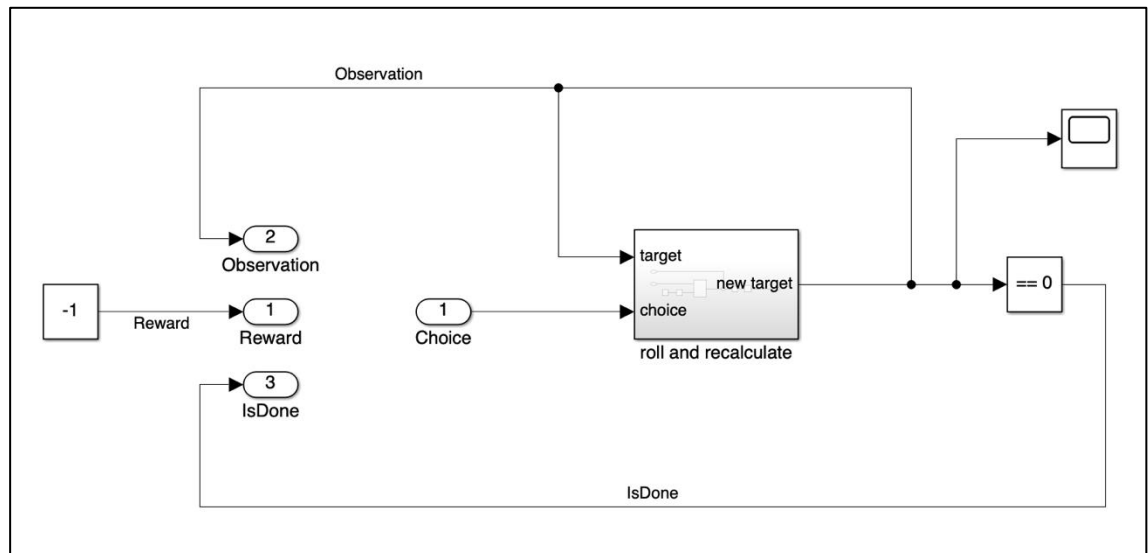 Observation
2
Observation
-1
Reward
1
Reward
3
IsDone
1
Choice
target
choice
new target
roll and recalculate
== 0
IsDone